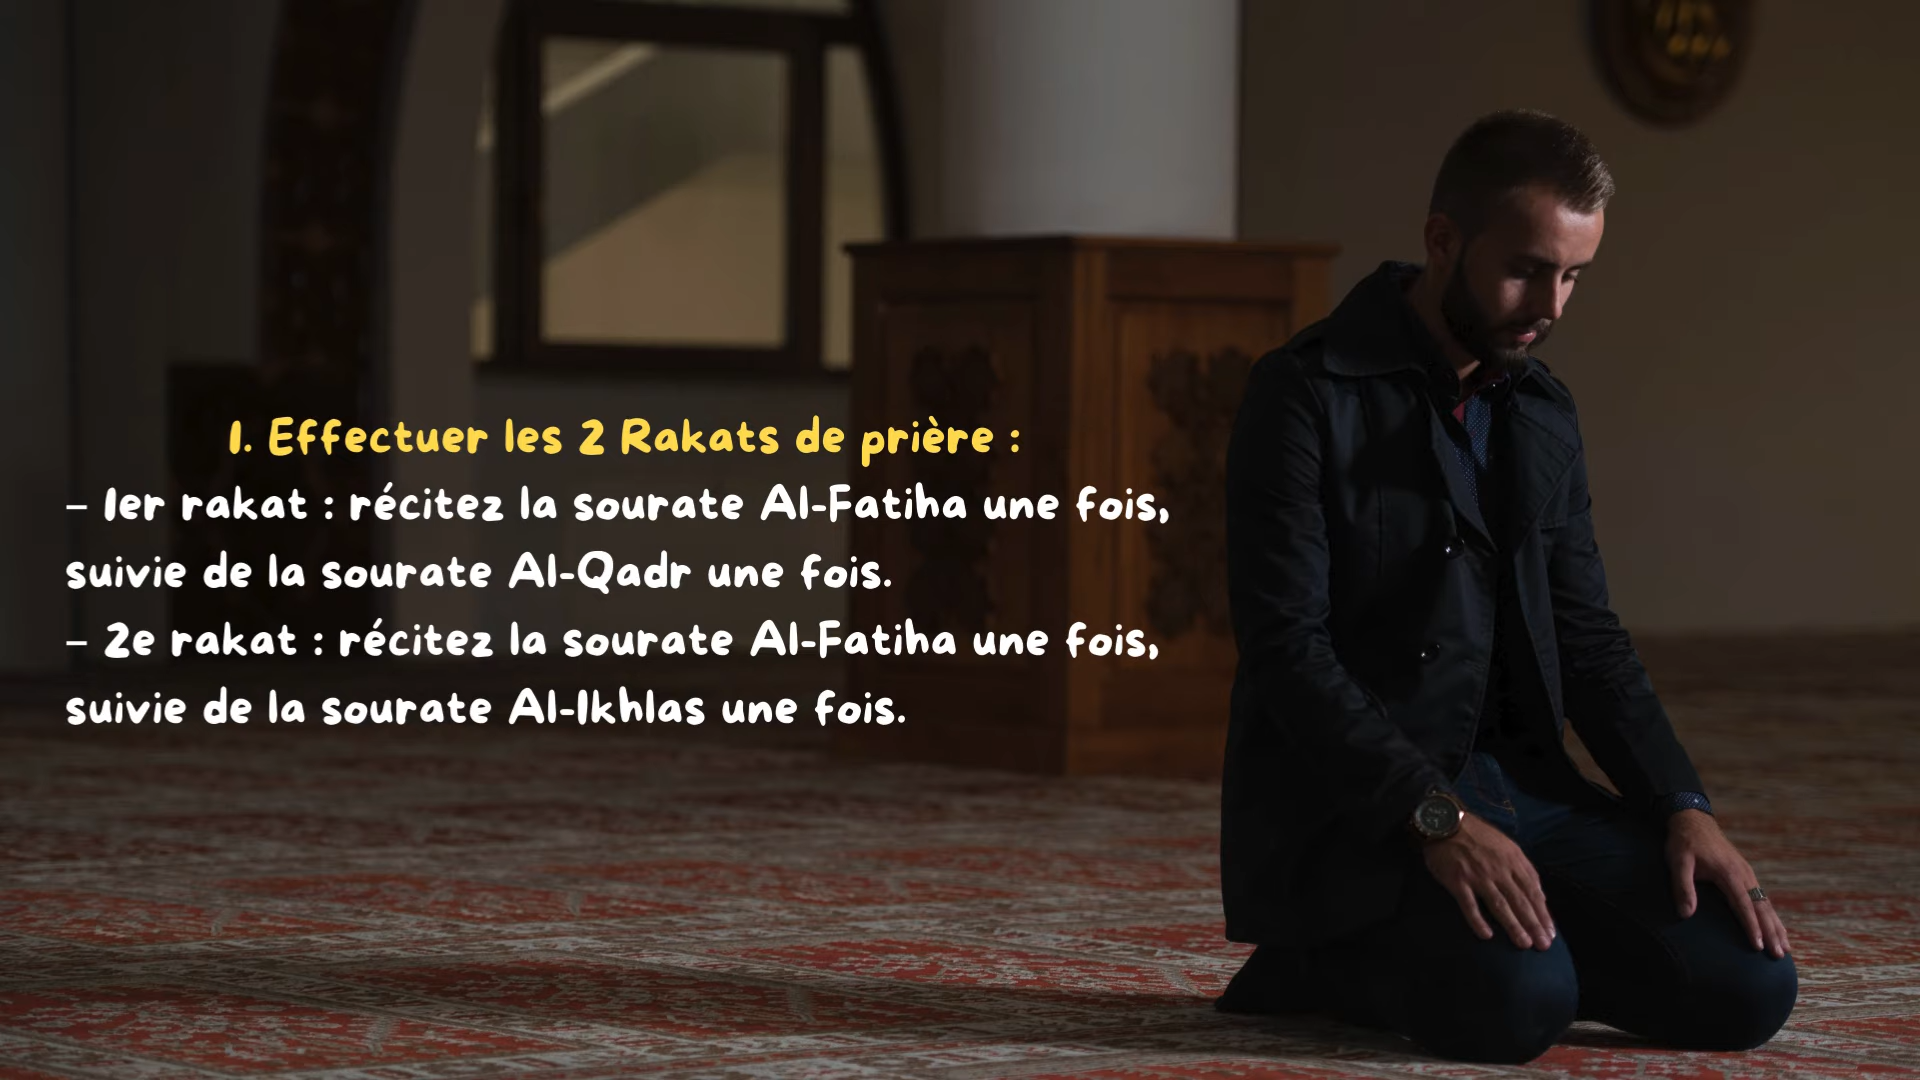 1. Effectuer les 2 Rakats de prière :
- 1er rakat : récitez la sourate Al-Fatiha une fois,
suivie de la sourate Al-Qadr une fois.
- 2e rakat : récitez la sourate Al-Fatiha une fois,
suivie de la sourate Al-Ikhlas une fois.